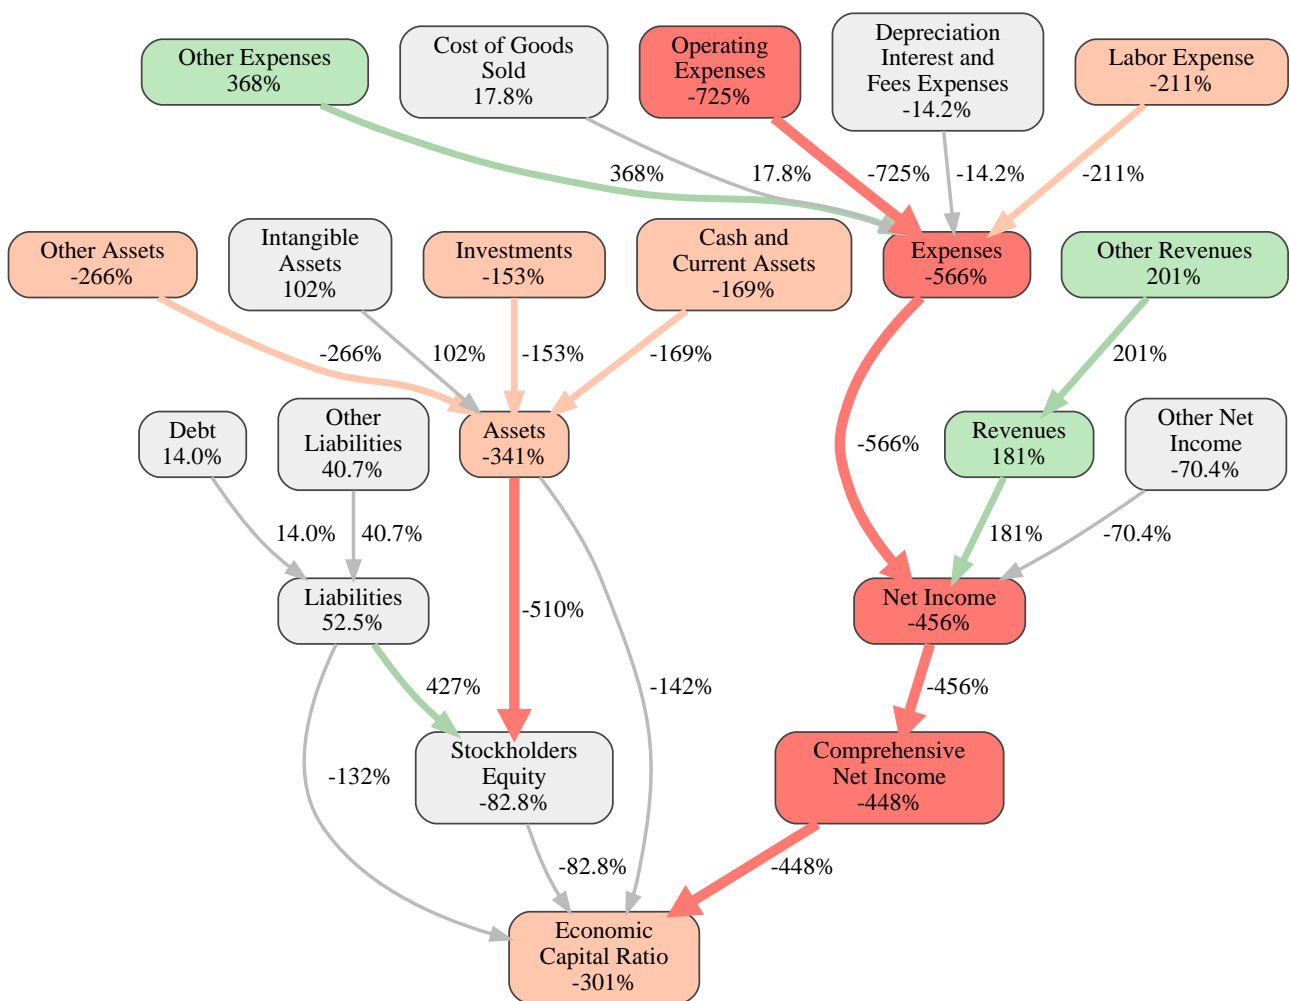 Other Expenses
368%
Cost of Goods
Sold
17.8%
Operating
Expenses
-725%
Depreciation
Interest and
Fees Expenses
-14.2%
Labor Expense
-211%
368%
17.8%
-725%
-14.2%
-211%
Other Assets
-266%
Intangible
Assets
102%
Investments
-153%
Cash and
Current Assets
-169%
Expenses
-566%
Other Revenues
201%
-266%
102%
-153%
-169%
201%
Debt
14.0%
Other
Liabilities
40.7%
Assets
-341%
-566%
Revenues
181%
Other Net
Income
-70.4%
14.0%
40.7%
181%
-70.4%
Liabilities
52.5%
-510%
Net Income
-456%
427%
-142%
-456%
-132%
Stockholders
Equity
-82.8%
Comprehensive
Net Income
-448%
-82.8%
-448%
Economic
Capital Ratio
-301%